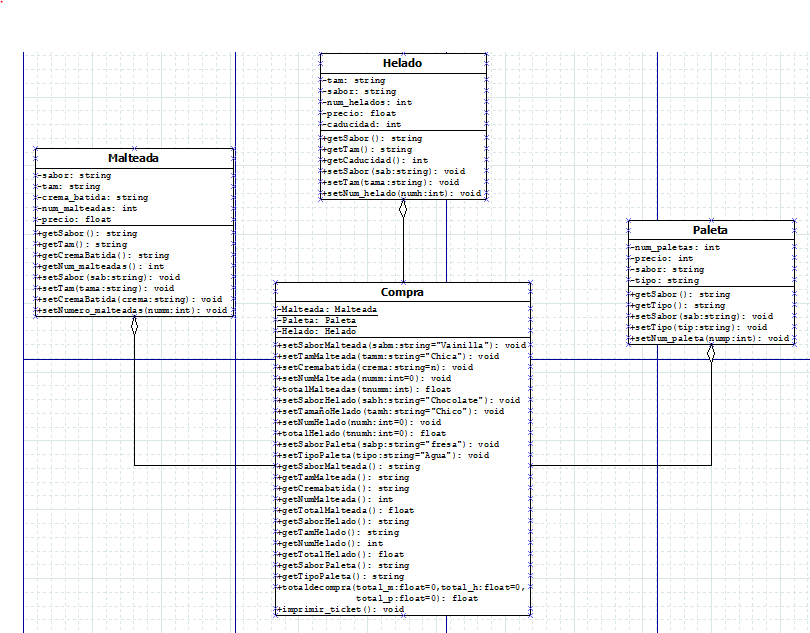 Helado
-tam: string
-sabor: string
-num_helados: int
-precio: float
-caducidad: int
+getSabor(): string
+getTam(): string
+getCaducidad(): int
+setSabor(sab:string): void
+setTam(tama:string): void
+setNum_helado(numh:int): void
Malteada
-sabor: string
-tam: string
-crema_batida: string
-num_malteadas: int
-precio: float
+getSabor(): string
+getTam(): string
+getCremaBatida(): string
+getNum_malteadas(): int
+setSabor(sab:string): void
+setTam(tama:string): void
+setCremaBatida(crema:string): void
+setNumero_malteadas(numm:int): void
Paleta
-num_paletas: int
-precio: int
-sabor: string
-tipo: string
+getSabor(): string
+getTipo(): string
+setSabor(sab:string): void
+setTipo(tip:string): void
+setNum_paleta(nump:int): void
Compra
-Malteada: Malteada
-Paleta: Paleta
-Helado: Helado
+setSaborMalteada(sabm:string="Vainilla"): void
+setTamMalteada(tamm:string="Chica"): void
+setCremabatida(crema:string=n): void
+setNumMalteada(numm:int=0): void
+totalMalteadas(tnumm:int): float
+setSaborHelado(sabh:string="Chocolate"): void
+setTamañoHelado(tamh:string="Chico"): void
+setNumHelado(numh:int=0): void
+totalHelado(tnumh:int=0): float
+setSaborPaleta(sabp:string="fresa"): void
+setTipoPaleta(tipo:string="Agua"): void
+getSaborMalteada(): string
+getTamMalteada(): string
+getCremabatida(): string
+getNumMalteada(): int
+getTotalMalteada(): float
+getSaborHelado(): string
+getTamHelado(): string
+getNumHelado(): int
+getTotalHelado(): float
+getSaborPaleta(): string
+getTipoPaleta(): string
+totaldecompra(total_m:float=0,total_h:float=0,
total_p:float=0): float
+imprimir_ticket(): void